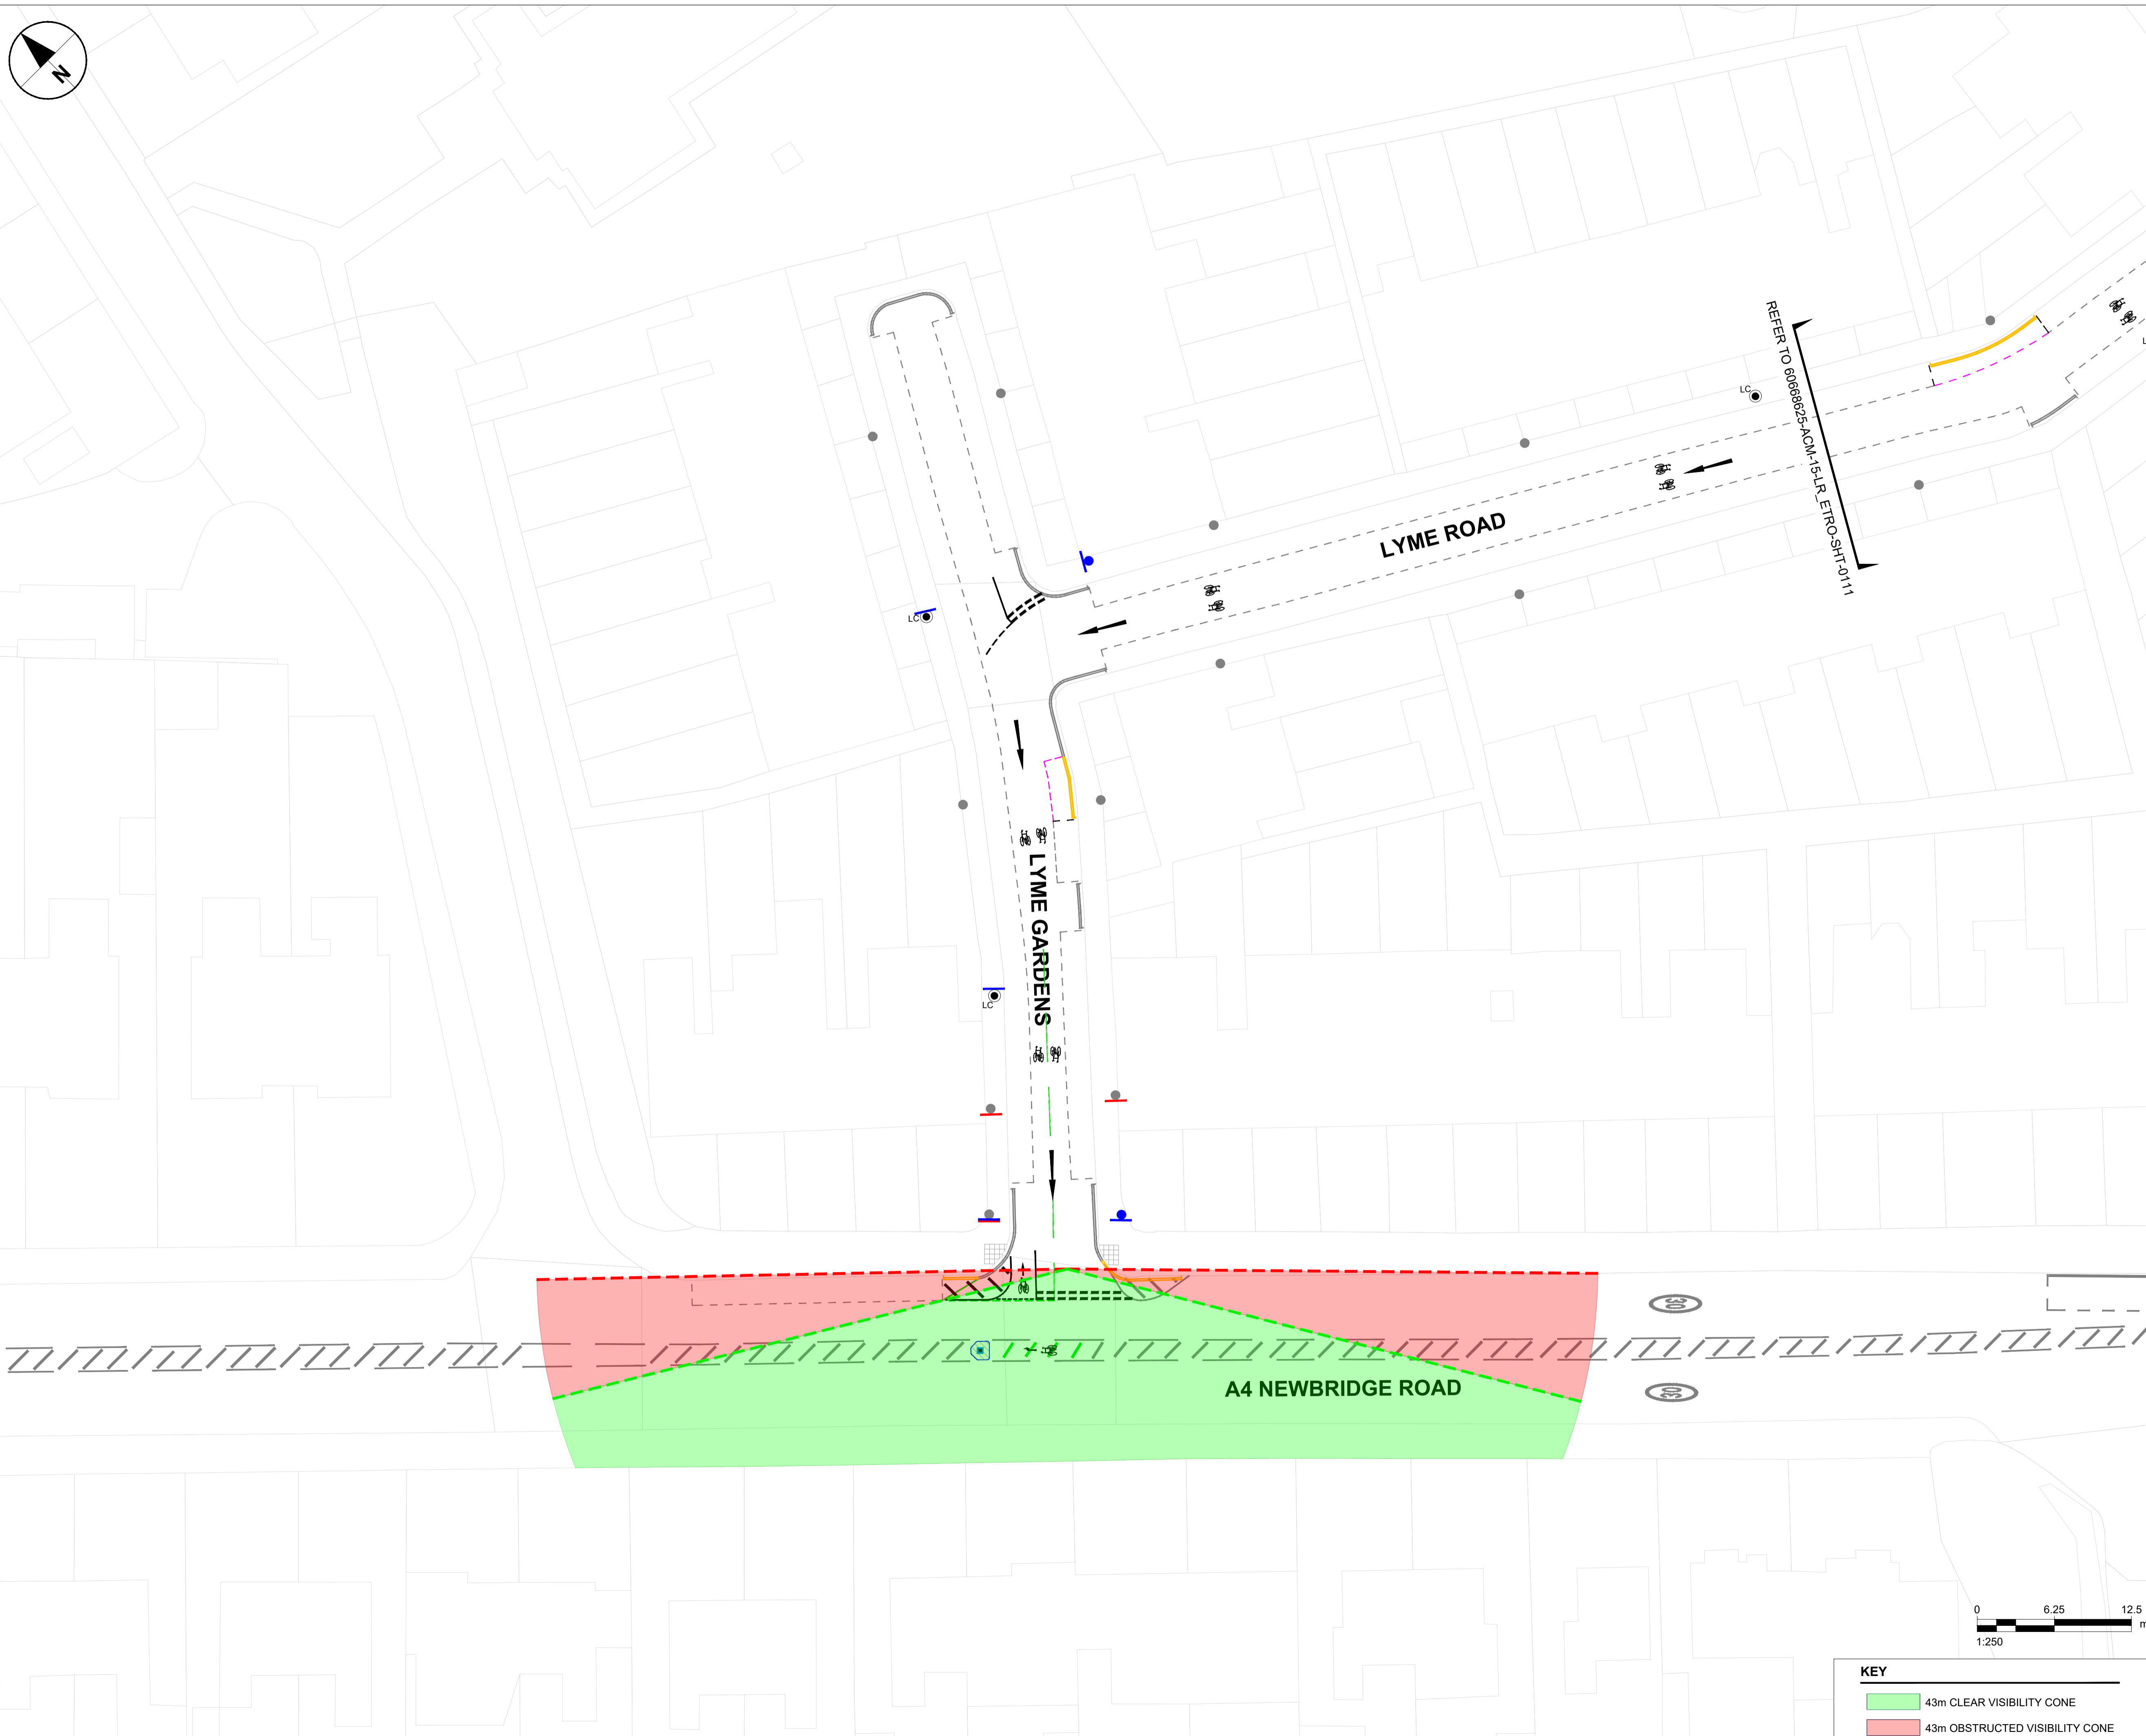 N
REFER TO 60668625-ACM-15-LR_ETRO-SHT-0111
LC
L
LYME ROAD
LC
LYME GARDENS
LC
30
A4 NEWBRIDGE ROAD
30
0 6.25 12.5
m
1:250
KEY
43m CLEAR VISIBILITY CONE
43m OBSTRUCTED VISIBILITY CONE